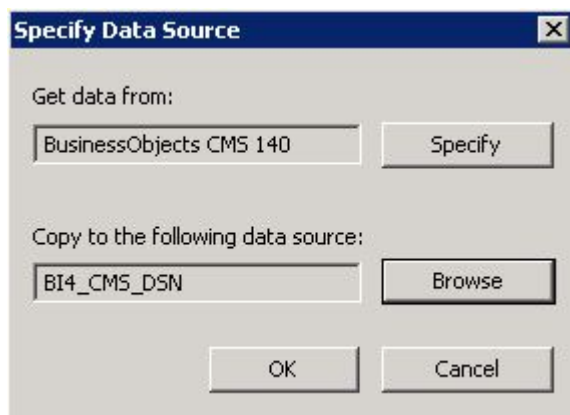 Specify Data Source
Get data from:
BusinessObjects CMS 140
Specify
Copy to the following data source:
BI4_CMS_DSN
Browse
OK
Cancel